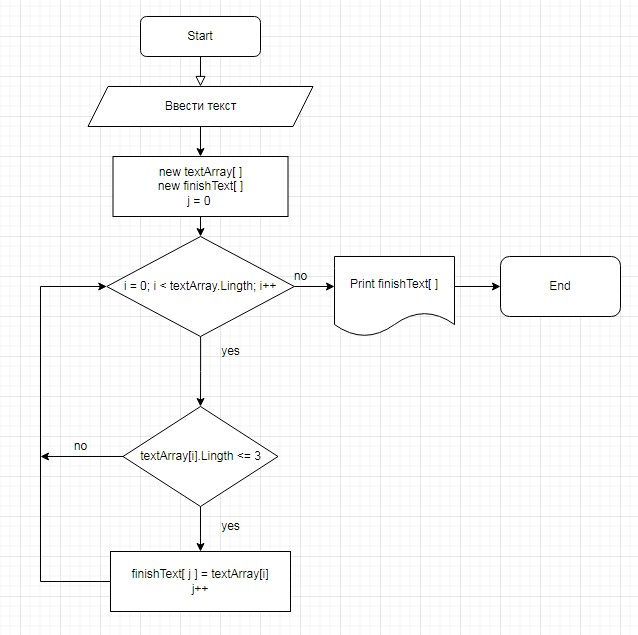 Start
Ввести текст
new textArray[ ]
new finishText[ ]
j = 0
i = 0; i < textArray.Lingth; i++
no
Print finishText[ ]
End
yes
textArray[i].Lingth <= 3
no
yes
finishText[ j ] = textArray[i]
j++